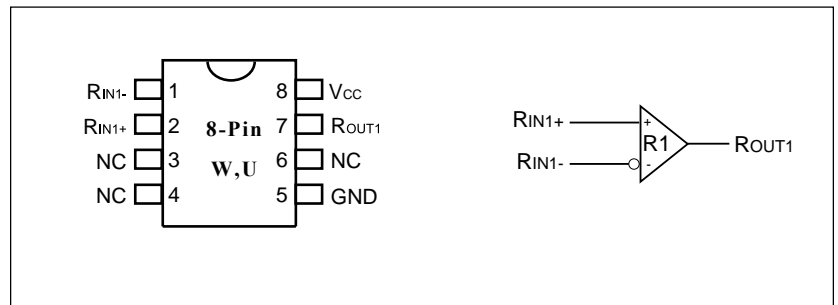 RIN1- 1 8 VCC
RIN1+ 2 8-Pin 7 ROUT1
NC 3 W,U 6 NC
NC 4 5 GND
RIN1+ + R1 ROUT1
RIN1- -